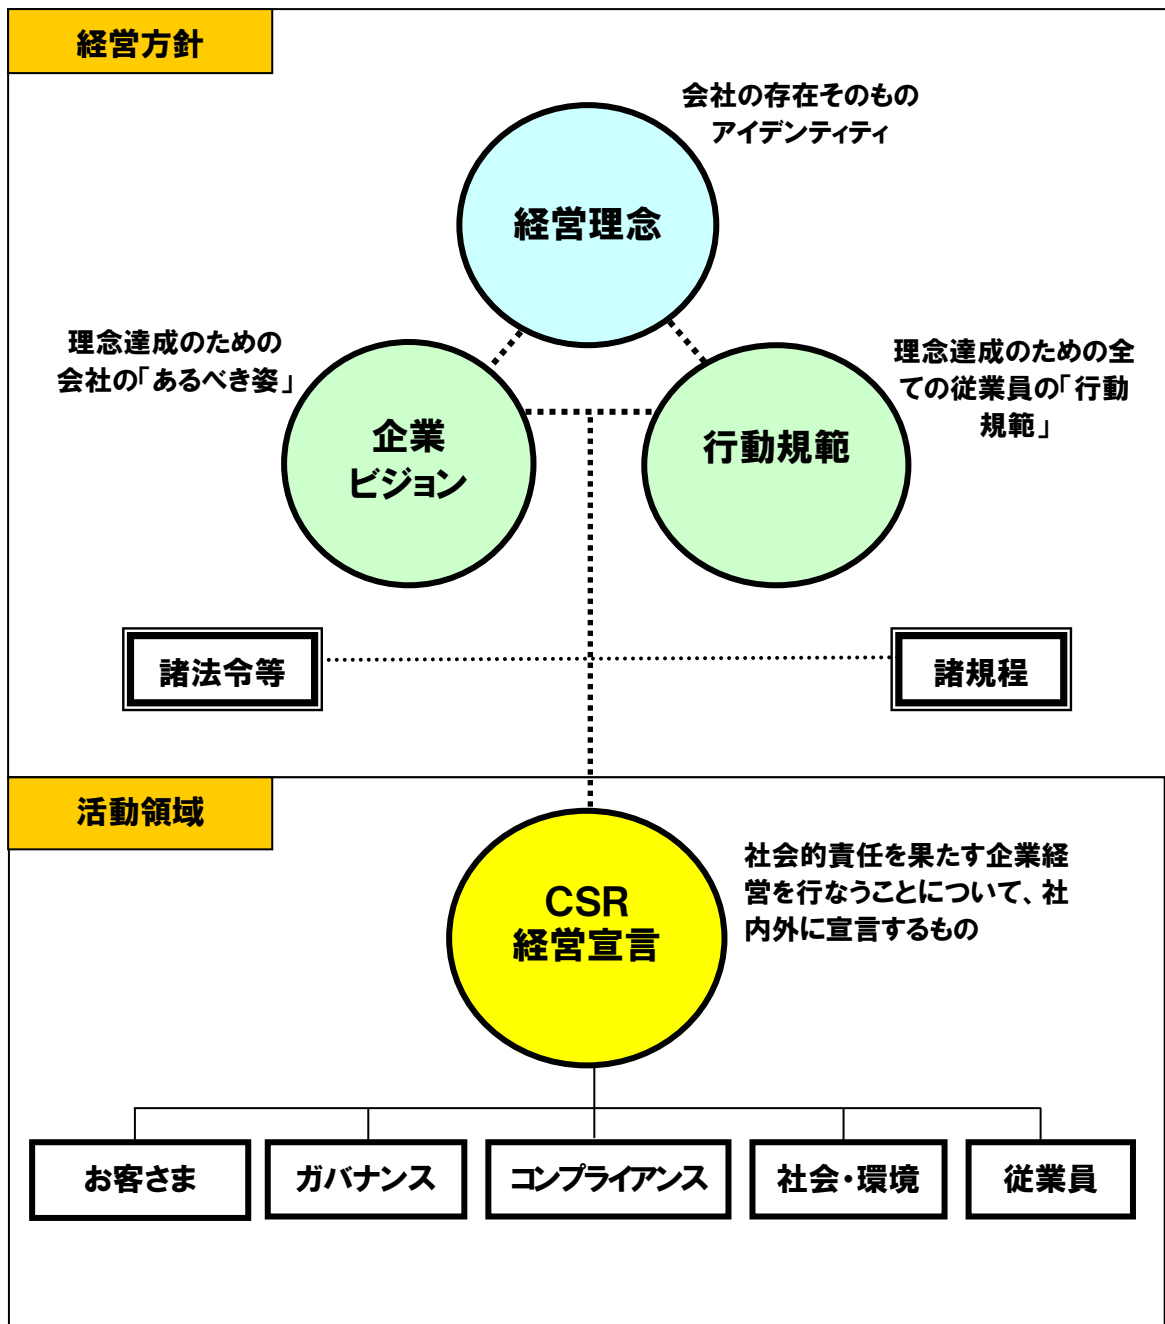 経営方針
会社の存在そのもの
アイデンティティ
経営理念
理念達成のための
会社の「あるべき姿」
理念達成のための全
ての従業員の「行動
規範」
企業
ビジョン
行動規範
諸法令等
諸規程
活動領域
社会的責任を果たす企業経
営を行なうことについて、社
内外に宣言するもの
CSR
経営宣言
お客さま
ガバナンス
コンプライアンス
社会・環境
従業員